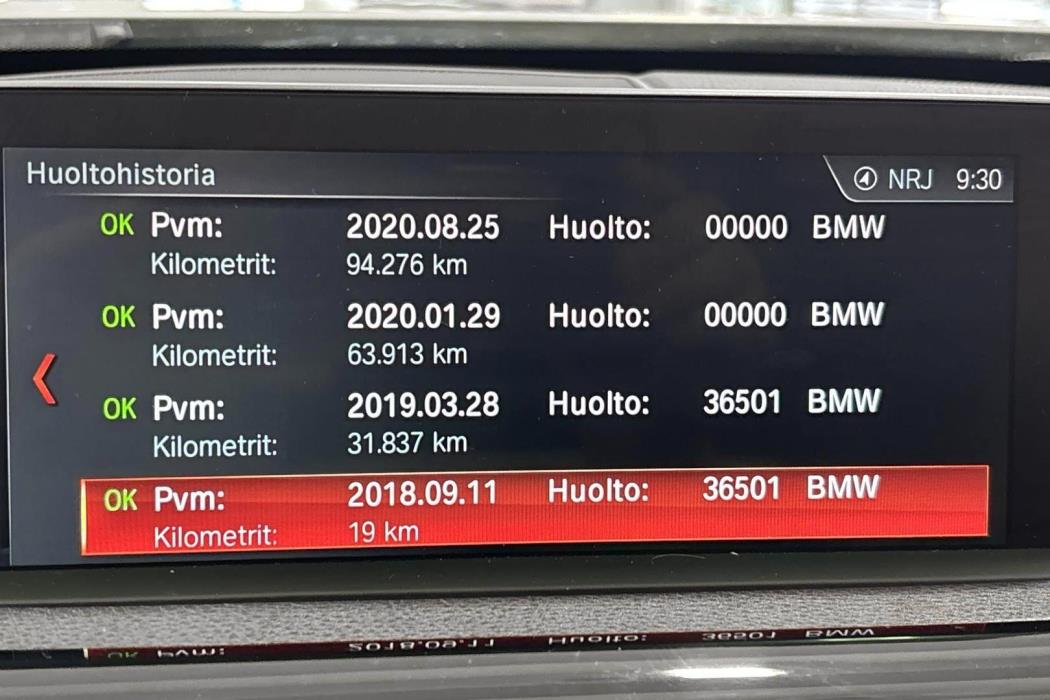 Huoltohistoria NRJ 9:30
OK Pvm: 2020.08.25 Huolto: 00000 BMW
Kilometrit: 94.276 km
OK Pvm: 2020.01.29 Huolto: 00000 BMW
Kilometrit: 63.913 km
OK Pvm: 2019.03.28 Huolto: 36501 BMW
Kilometrit: 31.837 km
OK Pvm: 2018.09.11 Huolto: 36501 BMW
Kilometrit: 19 km